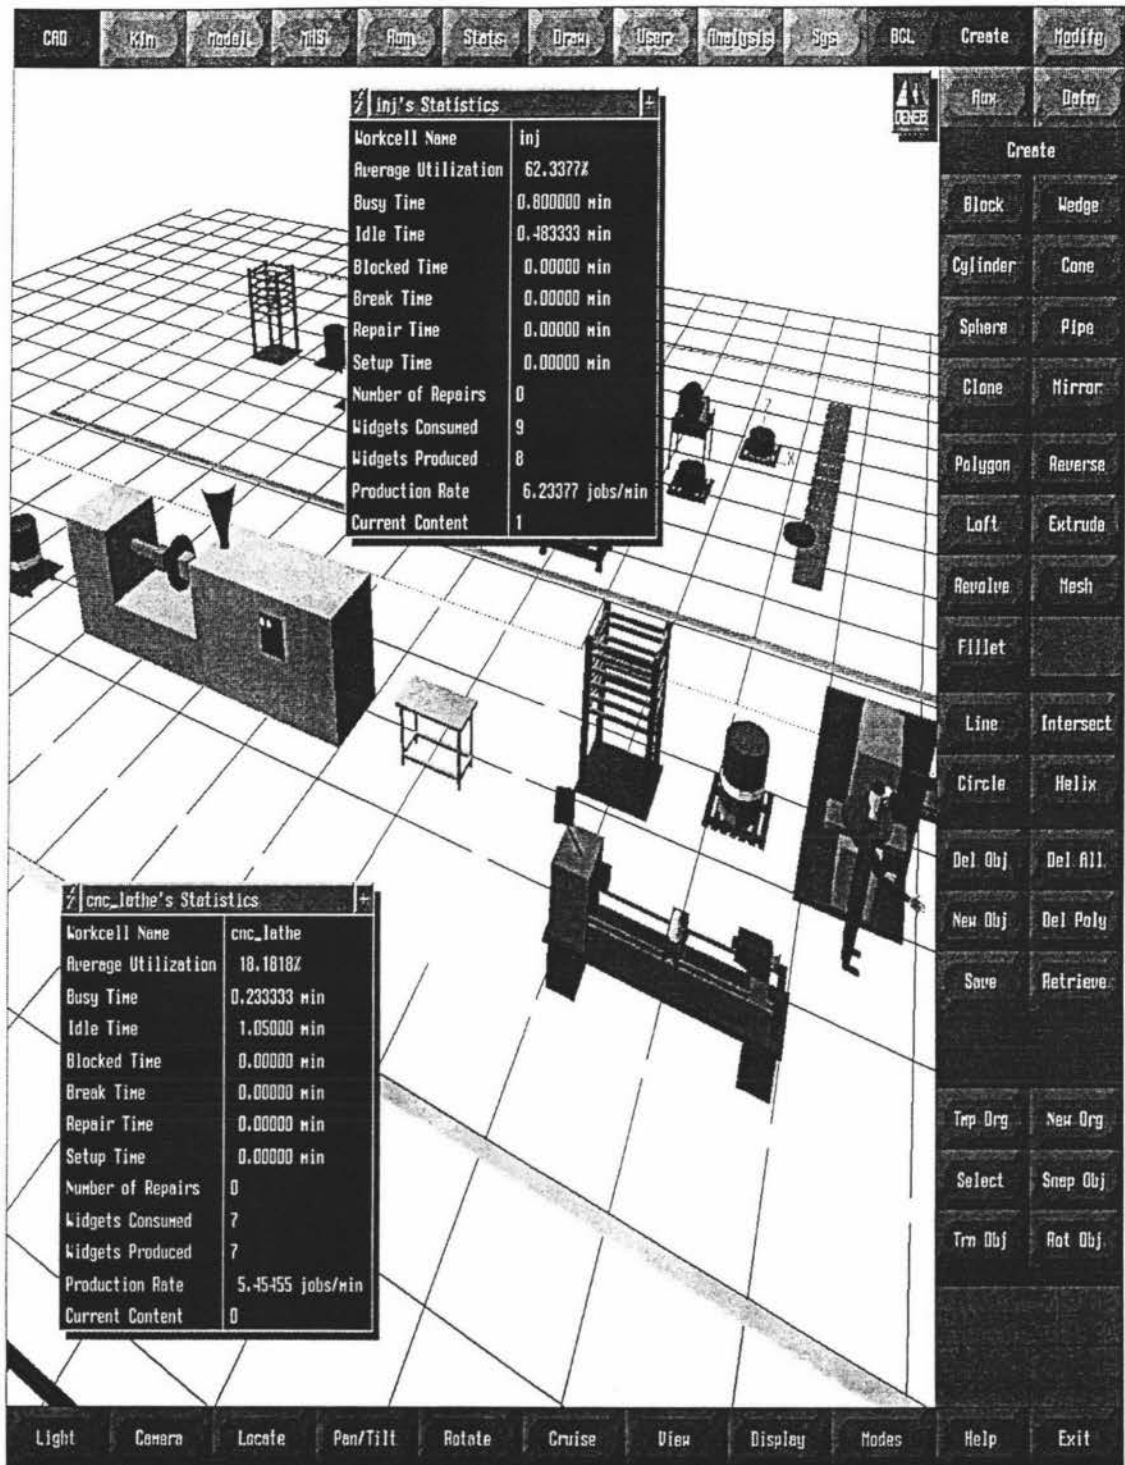 CAD Kin Model MHS Run Stats Draw User Analysis Sys BCL Create Modify
Aux Data
DENEB
Create
Block Wedge
Cylinder Cone
Sphere Pipe
Clone Mirror
Polygon Reverse
Loft Extrude
Revolve Mesh
Fillet
Line Intersect
Circle Helix
Del Obj Del All
New Obj Del Poly
Save Retrieve
Tmp Org New Org
Select Snap Obj
Trn Obj Rot Obj
inj's Statistics
Workcell Name inj
Average Utilization 62.3377%
Busy Time 0.800000 min
Idle Time 0.483333 min
Blocked Time 0.00000 min
Break Time 0.00000 min
Repair Time 0.00000 min
Setup Time 0.00000 min
Number of Repairs 0
Widgets Consumed 9
Widgets Produced 8
Production Rate 6.23377 jobs/min
Current Content 1
Z
X
cnc_lathe's Statistics
Workcell Name cnc_lathe
Average Utilization 18.1818%
Busy Time 0.233333 min
Idle Time 1.05000 min
Blocked Time 0.00000 min
Break Time 0.00000 min
Repair Time 0.00000 min
Setup Time 0.00000 min
Number of Repairs 0
Widgets Consumed 7
Widgets Produced 7
Production Rate 5.45455 jobs/min
Current Content 0
Light Camera Locate Pan/Tilt Rotate Cruise View Display Modes Help Exit